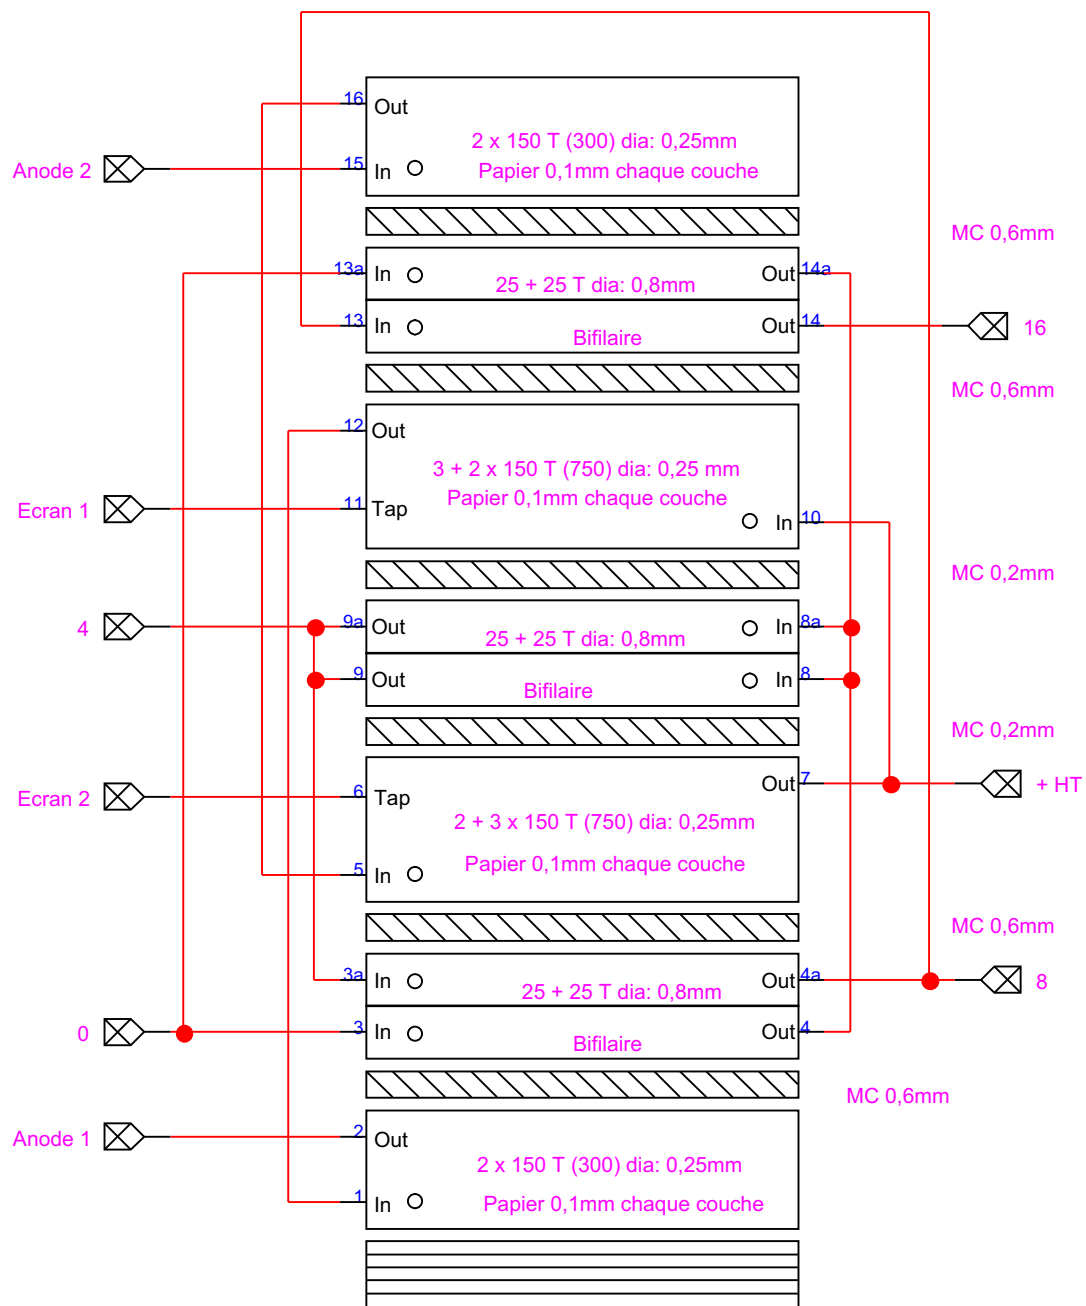 16 Out
2 x 150 T (300) dia: 0,25mm
Anode 2
15 In
Papier 0,1mm chaque couche
MC 0,6mm
13a In
Out 14a
25 + 25 T dia: 0,8mm
13 In
Out 14
16
Bifilaire
MC 0,6mm
12 Out
3 + 2 x 150 T (750) dia: 0,25 mm
Papier 0,1mm chaque couche
Ecran 1
11 Tap
In 10
MC 0,2mm
4
9a Out
In 8a
25 + 25 T dia: 0,8mm
9 Out
In 8
Bifilaire
MC 0,2mm
Out 7
+ HT
Ecran 2
6 Tap
2 + 3 x 150 T (750) dia: 0,25mm
Papier 0,1mm chaque couche
5 In
MC 0,6mm
3a In
Out 4a
8
25 + 25 T dia: 0,8mm
0
3 In
Out 4
Bifilaire
MC 0,6mm
Anode 1
2 Out
2 x 150 T (300) dia: 0,25mm
1 In
Papier 0,1mm chaque couche